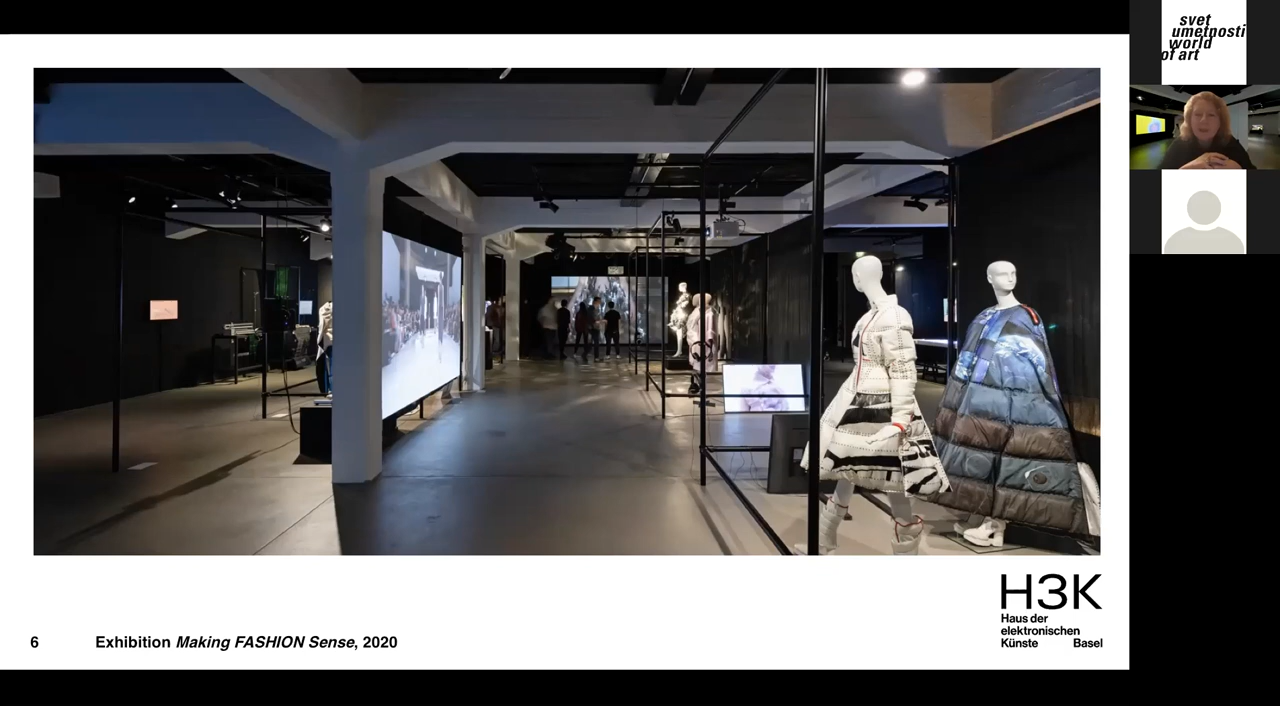 svet
umetnosti
world
of art
H3K
Haus der
elektronischen
Künste Basel
6 Exhibition Making FASHION Sense, 2020